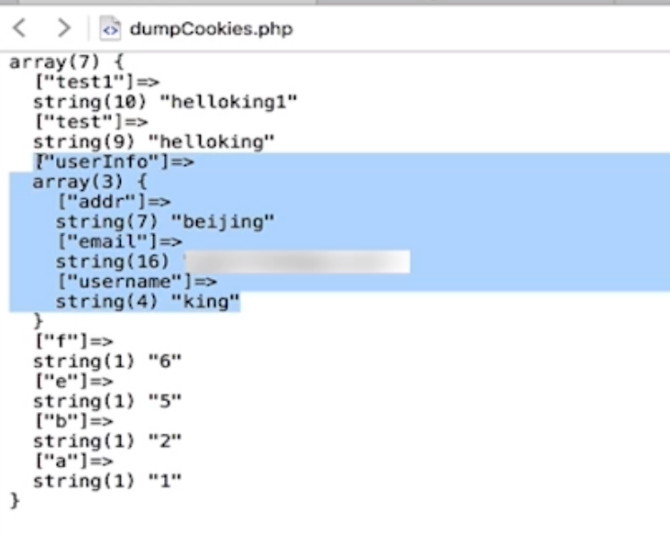 dumpCookies.php
array(7) {
["test1"]=>
string(10) "helloking1"
["test"]=>
string(9) "helloking"
["userInfo"]=>
array(3) {
["addr"]=>
string(7) "beijing"
["email"]=>
string(16)
["username"]=>
string(4) "king"
}
["f"]=>
string(1) "6"
["e"]=>
string(1) "5"
["b"]=>
string(1) "2"
["a"]=>
string(1) "1"
}